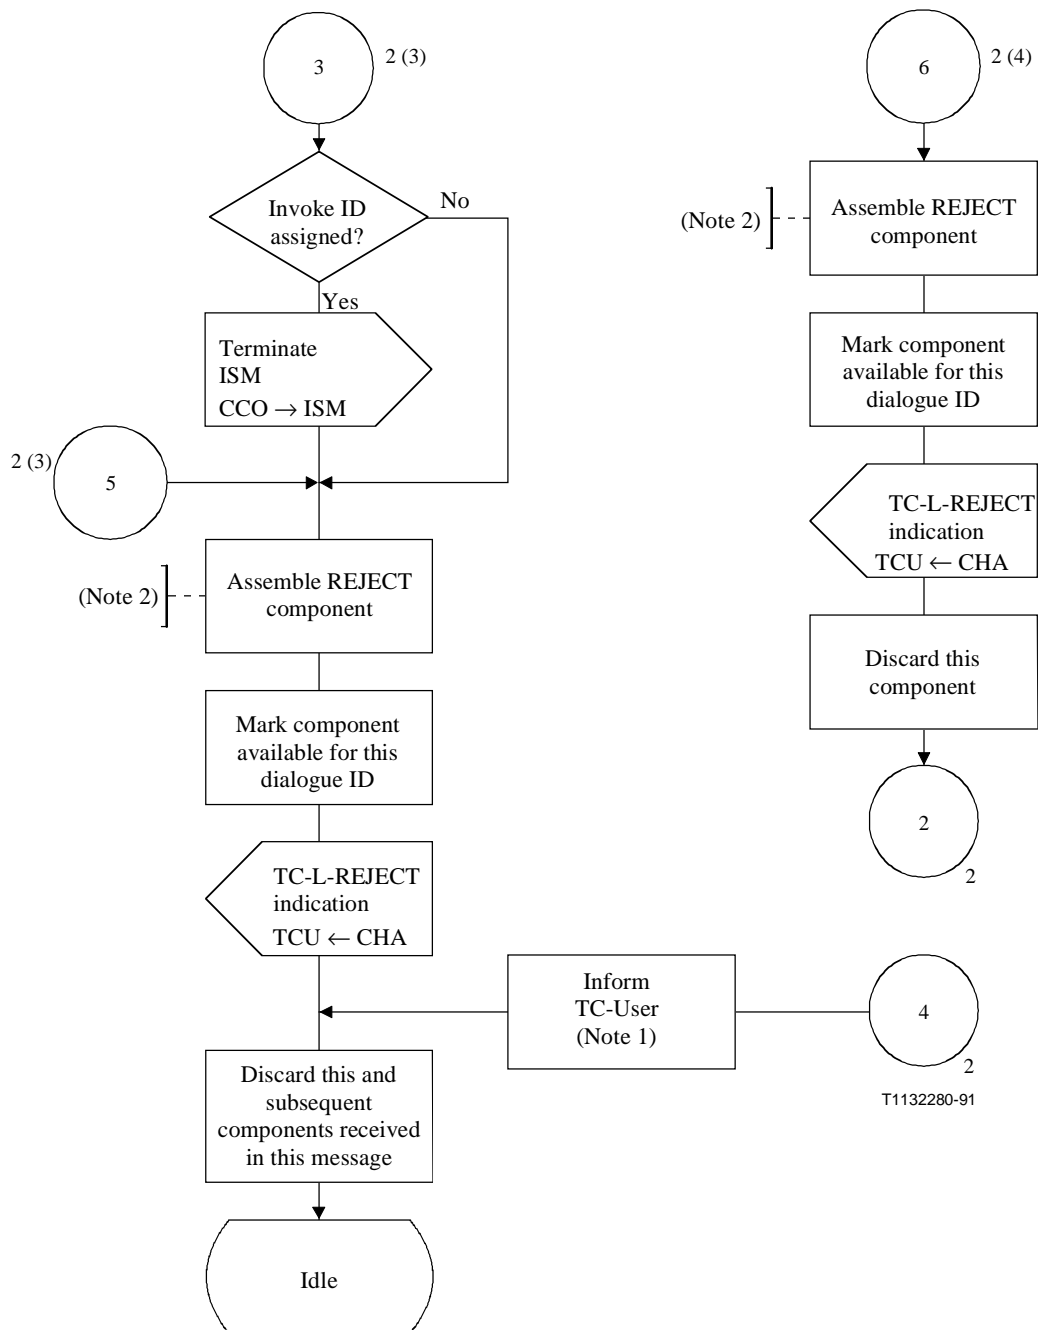 3
2 (3)
Invoke ID
assigned?
No
Yes
Terminate
ISM
CCO → ISM
2 (3)
5
(Note 2)
Assemble REJECT
component
Mark component
available for this
dialogue ID
TC-L-REJECT
indication
TCU ← CHA
Inform
TC-User
(Note 1)
4
2
T1132280-91
Discard this and
subsequent
components received
in this message
Idle
6
2 (4)
(Note 2)
Assemble REJECT
component
Mark component
available for this
dialogue ID
TC-L-REJECT
indication
TCU ← CHA
Discard this
component
2
2